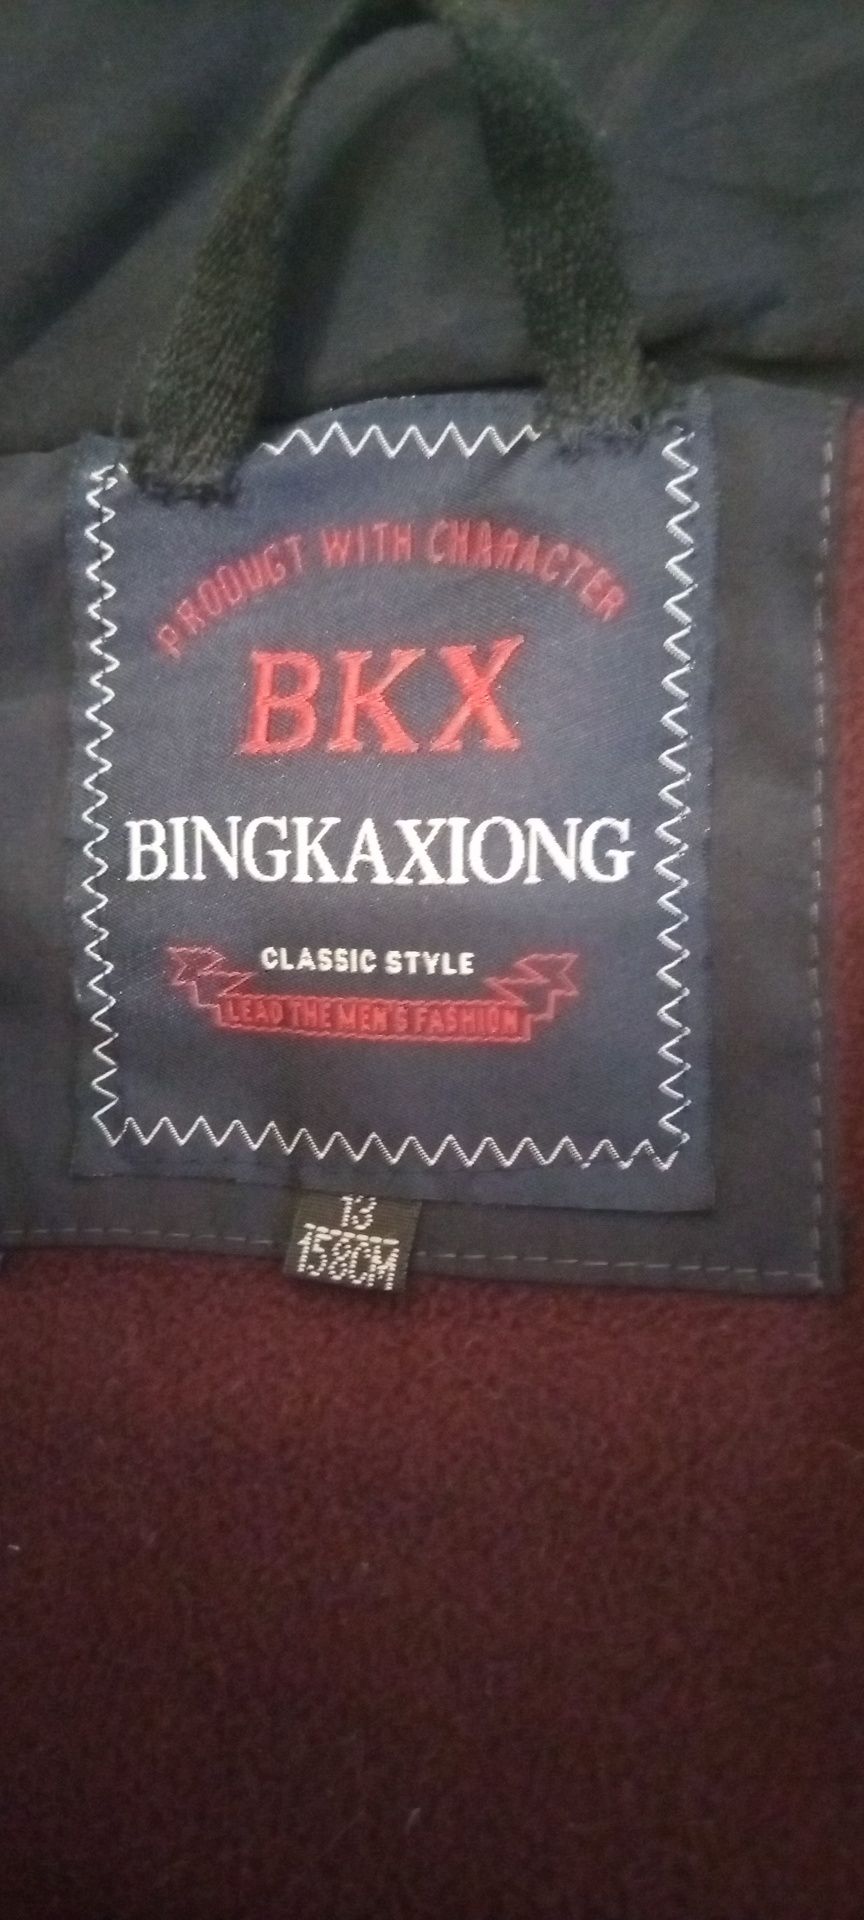 PRODUCT WITH CHARACTER
BKX
BINGKAXIONG
CLASSIC STYLE
LEAD THE MEN'S FASHION
13
158CM